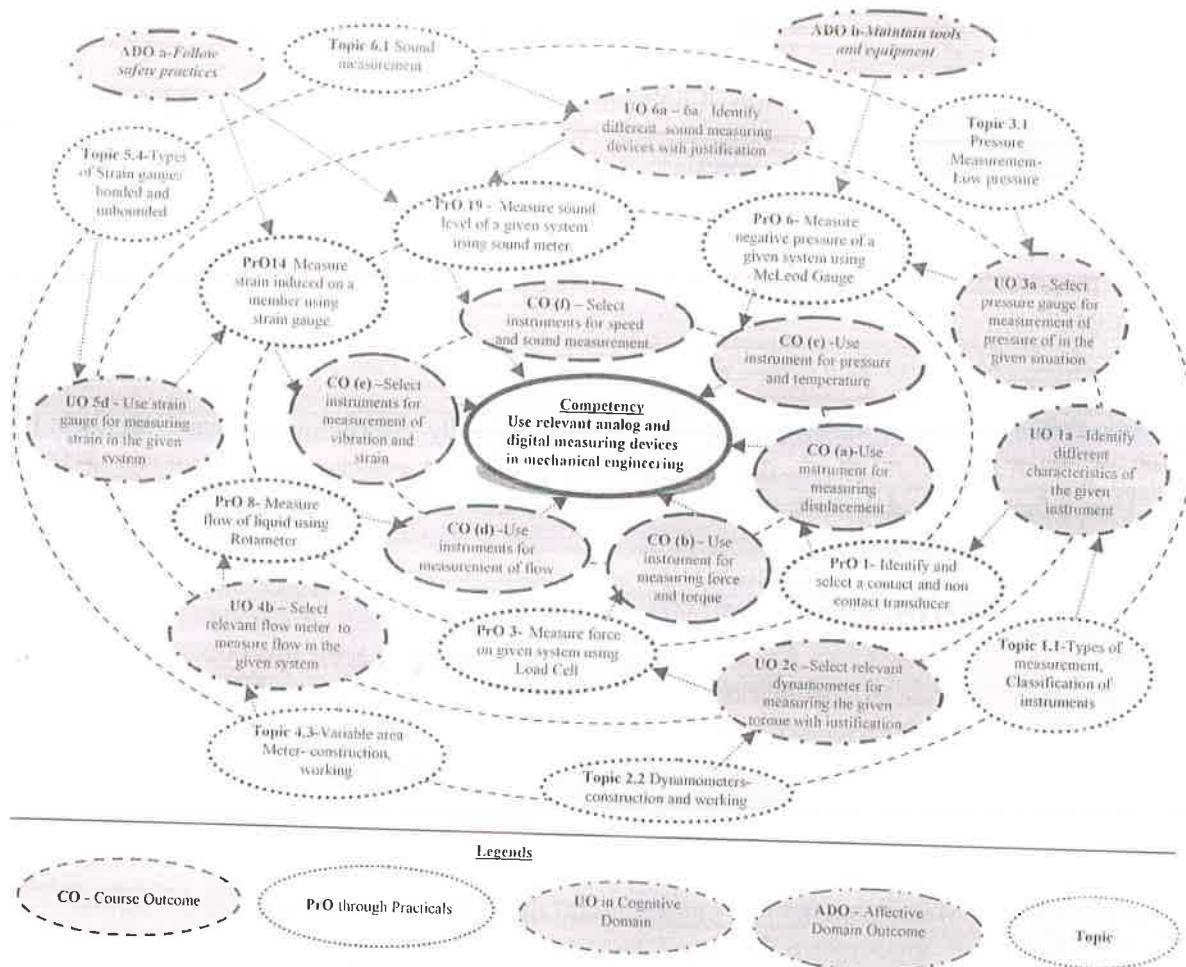 ADO a-Follow
safety practices
Topic 6.1 Sound
measurement
ADO b-Maintain tools
and equipment
UO 6a – 6a Identify
different sound measuring
devices with justification
Topic 3.1
Pressure
Measurement-
Low pressure
Topic 5.4-Types
of Strain gauges
bonded and
unbounded
PrO 19 - Measure sound
level of a given system
using sound meter
PrO 6- Measure
negative pressure of a
given system using
McLeod Gauge
PrO14 Measure
strain induced on a
member using
strain gauge
UO 3a - Select
pressure gauge for
measurement of
pressure of in the
given situation
CO (f) – Select
instruments for speed
and sound measurement
CO (c) -Use
instrument for pressure
and temperature
UO 5d - Use strain
gauge for measuring
strain in the given
system
CO (e) –Select
instruments for
measurement of
vibration and
strain
Competency
Use relevant analog and
digital measuring devices
in mechanical engineering
CO (a)-Use
instrument for
measuring
displacement
UO 1a – Identify
different
characteristics of
the given
instrument
PrO 8- Measure
flow of liquid using
Rotameter
CO (d) -Use
instruments for
measurement of flow
CO (b) – Use
instrument for
measuring force
and torque
PrO 1- Identify and
select a contact and non
contact transducer
UO 4b – Select
relevant flow meter to
measure flow in the
given system
PrO 3- Measure force
on given system using
Load Cell
UO 2c –Select relevant
dynamometer for
measuring the given
torque with justification
Topic 1.1-Types of
measurement,
Classification of
instruments
Topic 4.3-Variable area
Meter- construction,
working
Topic 2.2 Dynamometers-
construction and working
Legends
CO - Course Outcome
PrO through Practicals
UO in Cognitive
Domain
ADO - Affective
Domain Outcome
Topic